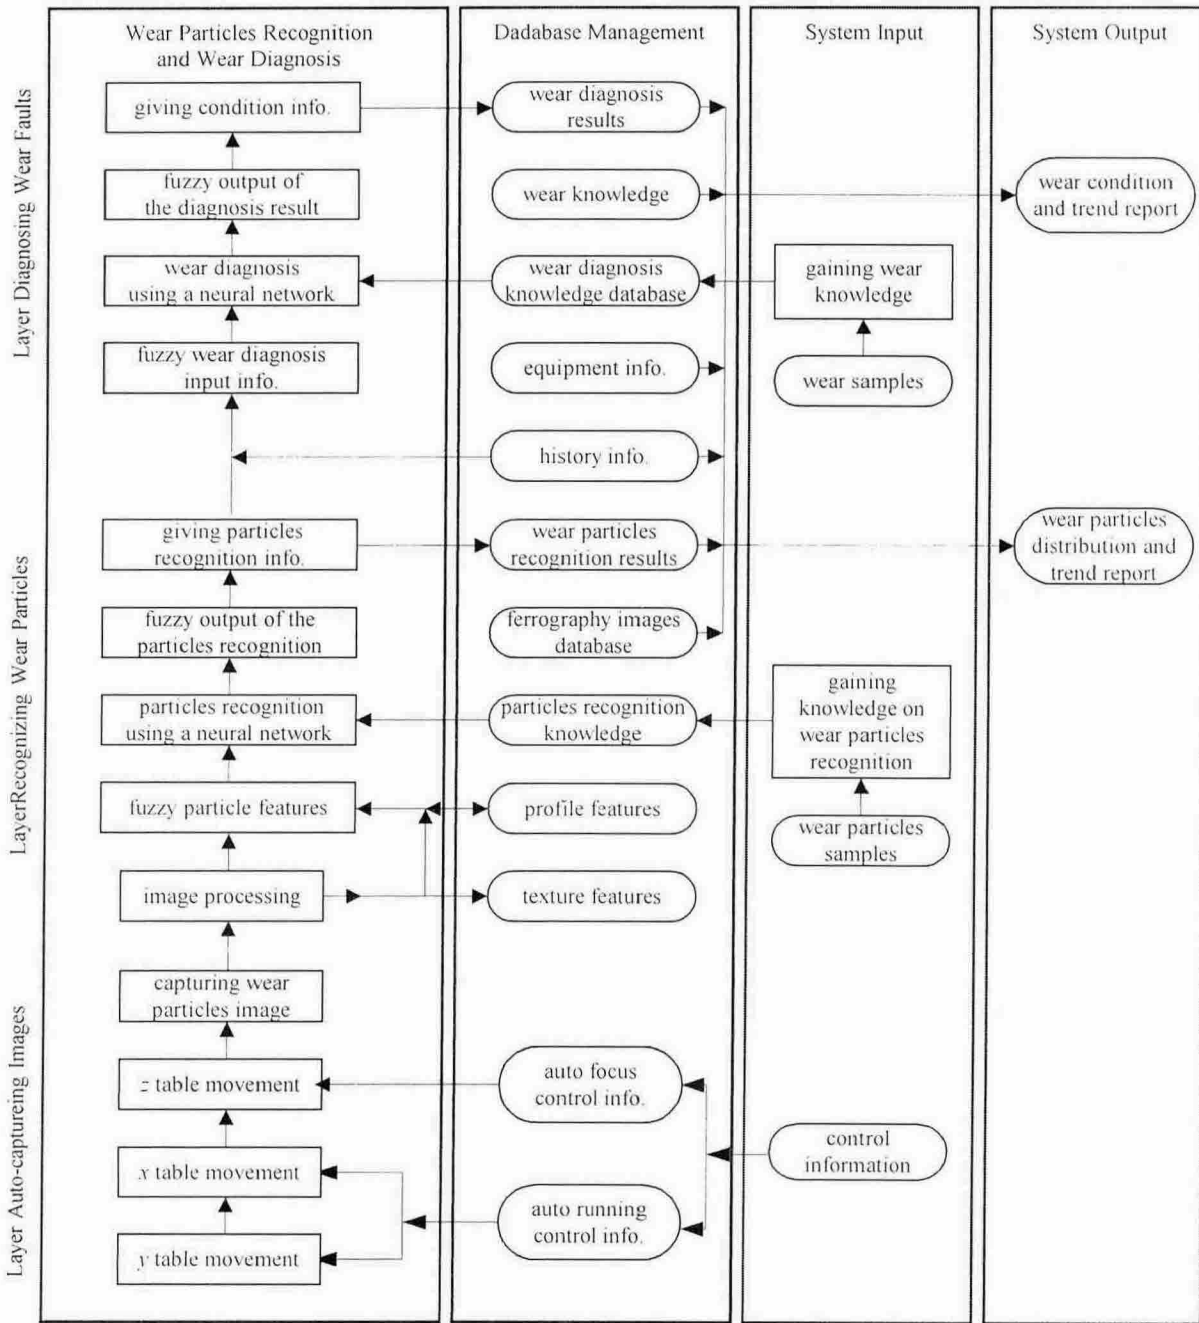 Wear Particles Recognition
and Wear Diagnosis
Dadabase Management
System Input
System Output
Layer Diagnosing Wear Faults
giving condition info.
fuzzy output of
the diagnosis result
wear diagnosis
using a neural network
fuzzy wear diagnosis
input info.
wear diagnosis
results
wear knowledge
wear diagnosis
knowledge database
equipment info.
history info.
gaining wear
knowledge
wear samples
wear condition
and trend report
LayerRecognizing Wear Particles
giving particles
recognition info.
fuzzy output of the
particles recognition
particles recognition
using a neural network
fuzzy particle features
image processing
wear particles
recognition results
ferrography images
database
particles recognition
knowledge
profile features
texture features
gaining
knowledge on
wear particles
recognition
wear particles
samples
wear particles
distribution and
trend report
Layer Auto-captureing Images
capturing wear
particles image
z table movement
x table movement
y table movement
auto focus
control info.
auto running
control info.
control
information